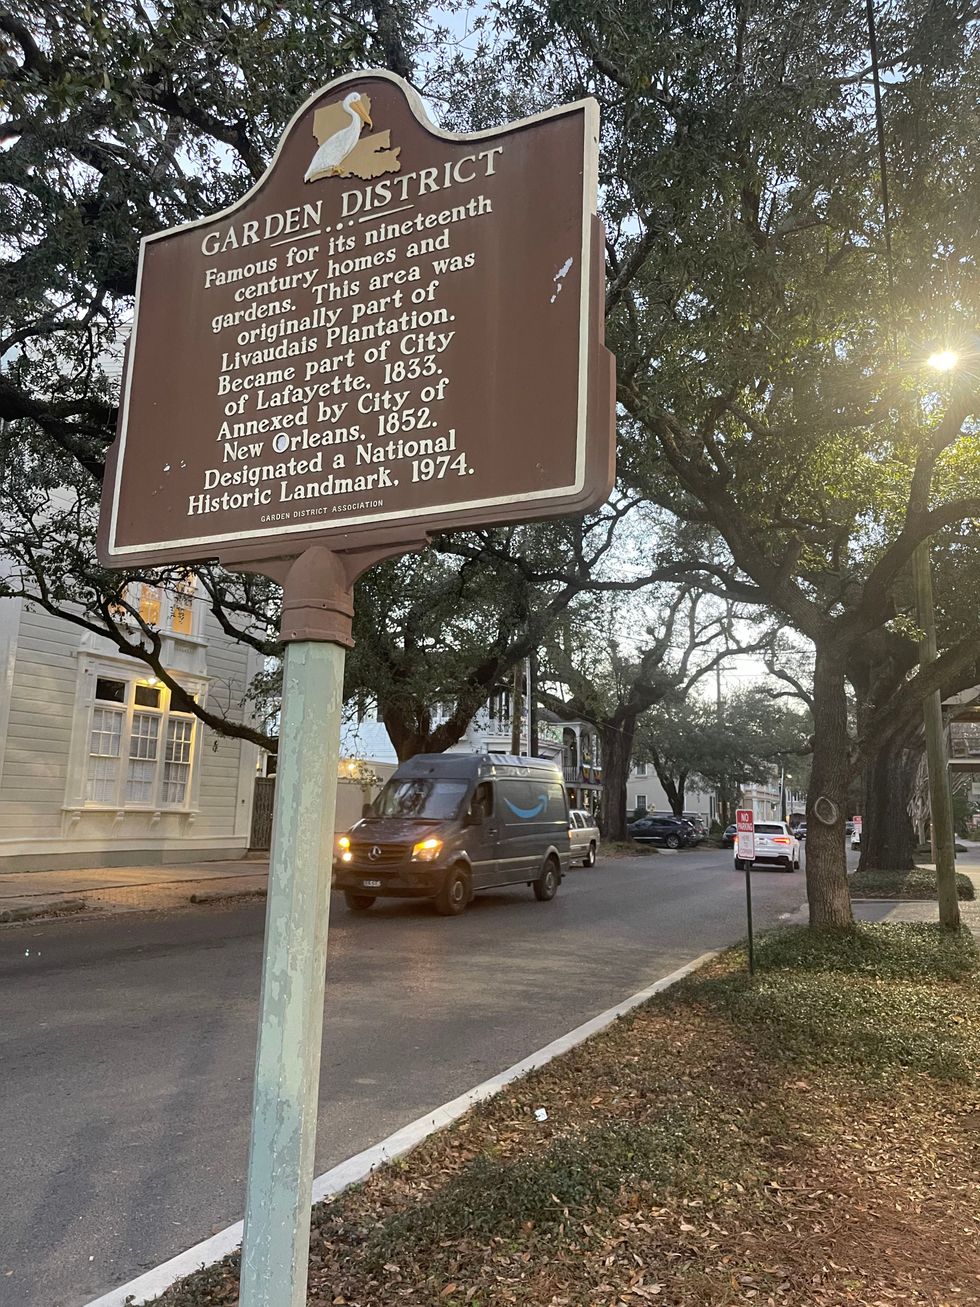 GARDEN DISTRICT
Famous for its nineteenth
century homes and
gardens. This area was
originally part of
Livaudais Plantation.
Became part of City
of Lafayette, 1833.
Annexed by City of
New Orleans, 1852.
Designated a National
Historic Landmark, 1974.
GARDEN DISTRICT ASSOCIATION
NO
PARKING